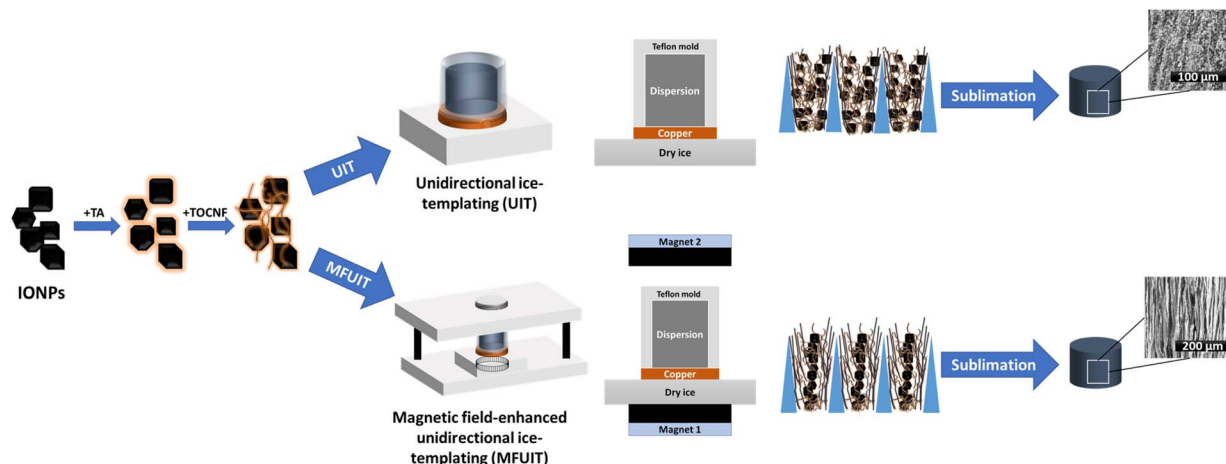 IONPs
+TA
+TOCNF
UIT
MFUIT
Unidirectional ice-
templating (UIT)
Teflon mold
Dispersion
Copper
Dry ice
Sublimation
100 µm
Magnetic field-enhanced
unidirectional ice-
templating (MFUIT)
Magnet 2
Teflon mold
Dispersion
Copper
Dry ice
Magnet 1
Sublimation
200 µm